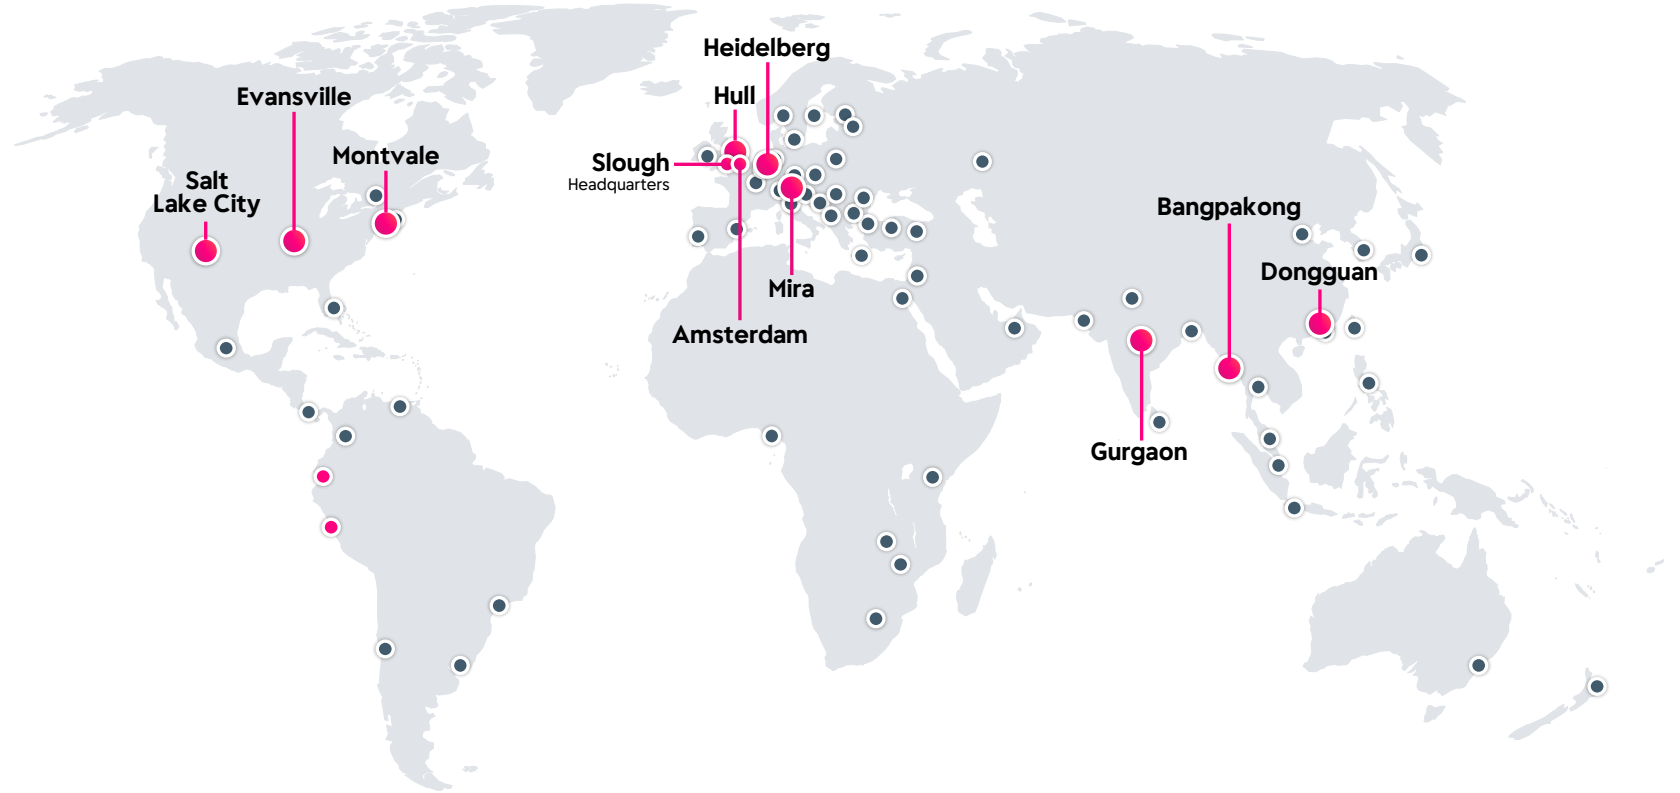 Heidelberg
Hull
Evansville
Montvale
Slough
Headquarters
Salt
Lake City
Bangpakong
Dongguan
Mira
Amsterdam
Gurgaon